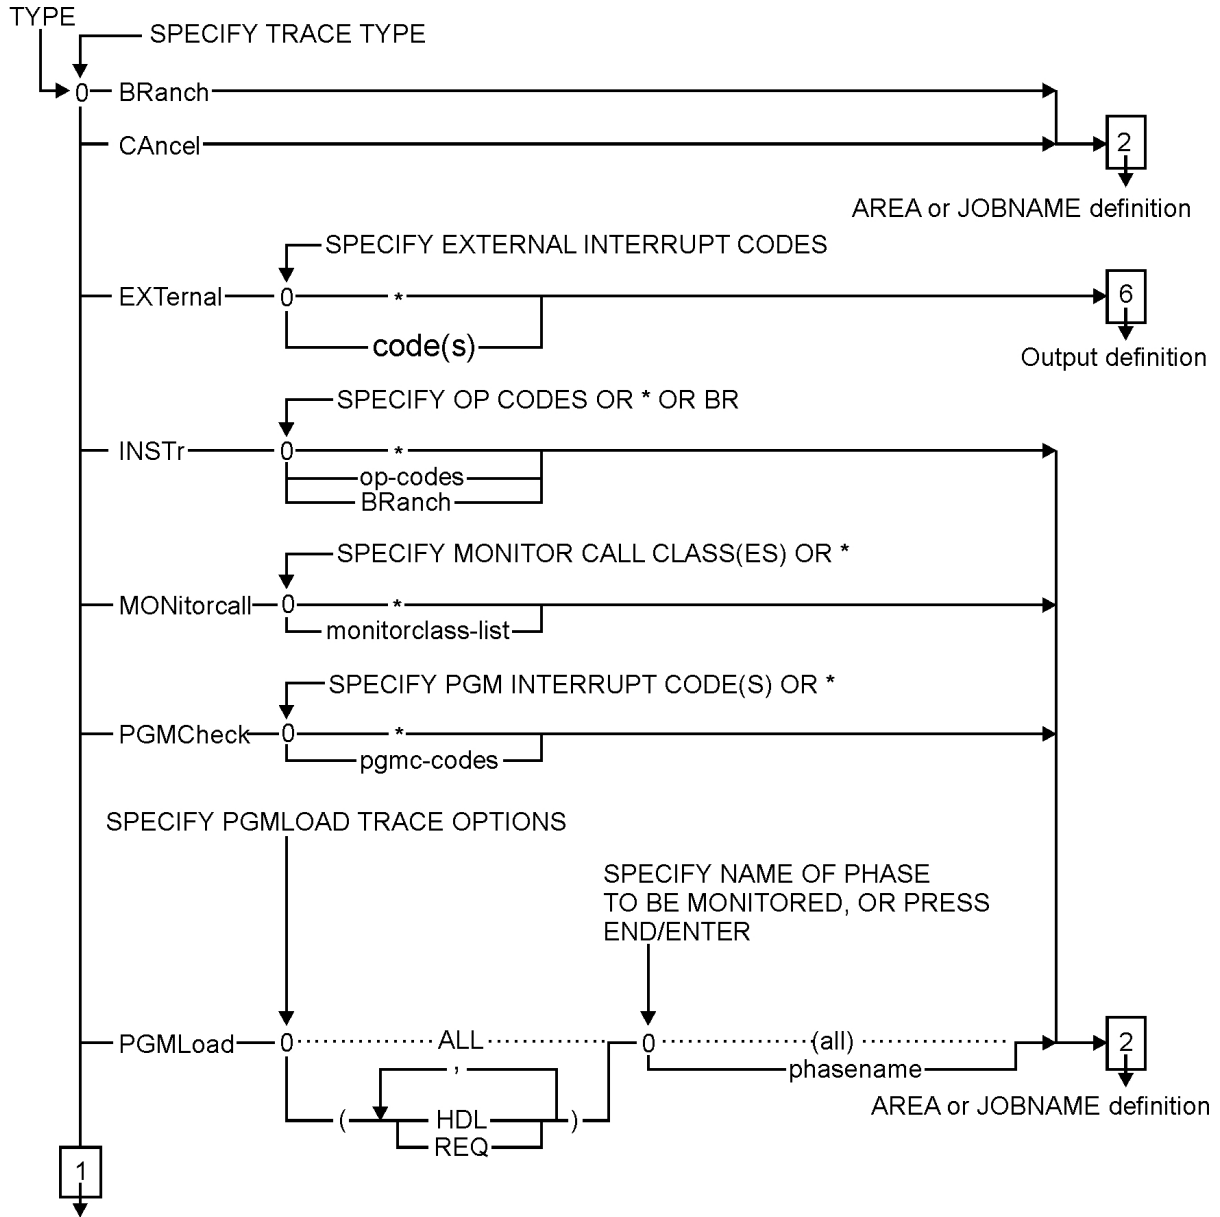 TYPE
SPECIFY TRACE TYPE
0 BRanch
CAncel
2
AREA or JOBNAME definition
SPECIFY EXTERNAL INTERRUPT CODES
EXTernal 0 * 6
code(s)
Output definition
SPECIFY OP CODES OR * OR BR
INSTr 0 *
op-codes
BRanch
SPECIFY MONITOR CALL CLASS(ES) OR *
MONitorcall 0 *
monitorclass-list
SPECIFY PGM INTERRUPT CODE(S) OR *
PGMCheck 0 *
pgmc-codes
SPECIFY PGMLOAD TRACE OPTIONS
SPECIFY NAME OF PHASE
TO BE MONITORED, OR PRESS
END/ENTER
PGMLoad 0 ALL 0 (all) 2
, phasename
AREA or JOBNAME definition
( HDL )
REQ
1